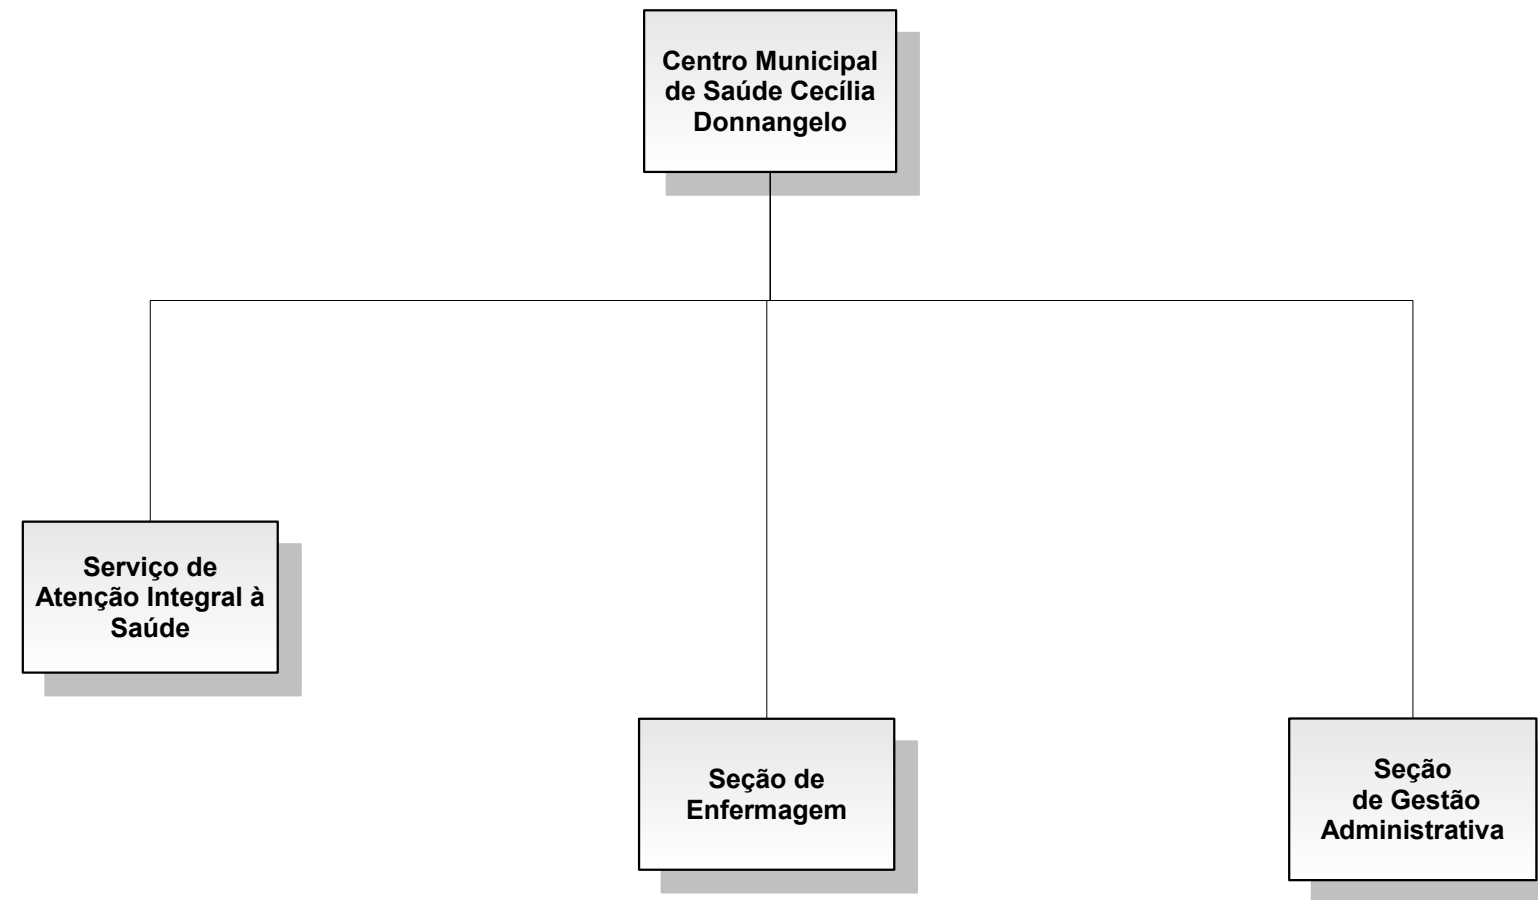 Centro Municipal
de Saúde Cecília
Donnangelo
Serviço de
Atenção Integral à
Saúde
Seção de
Enfermagem
Seção
de Gestão
Administrativa